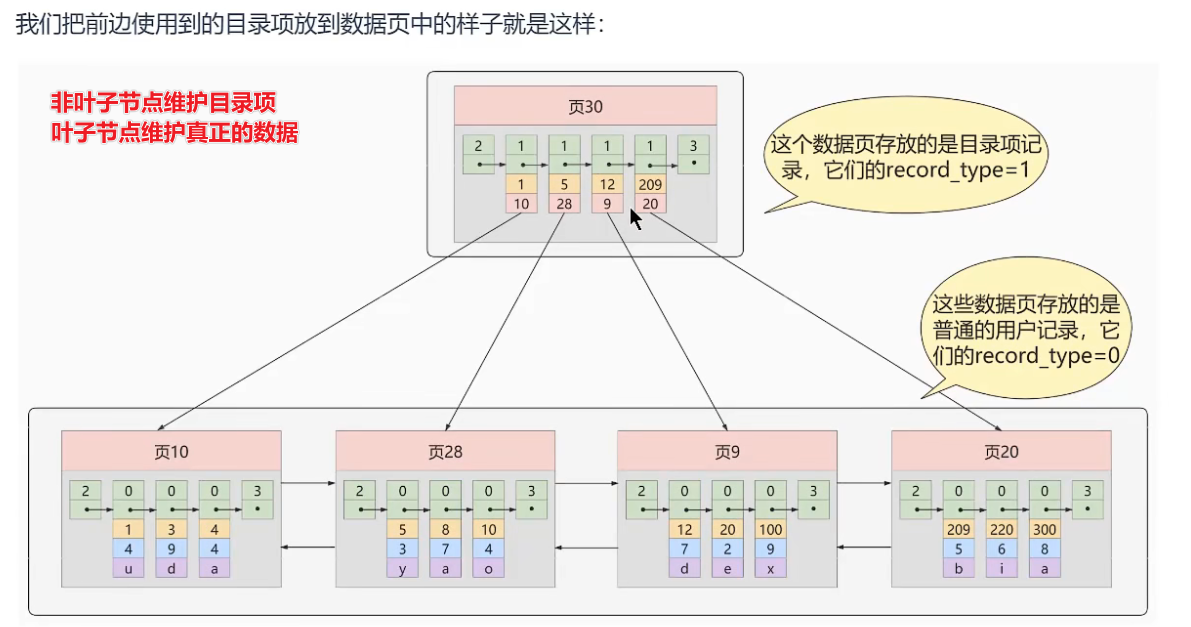 我们把前边使用到的目录项放到数据页中的样子就是这样：
非叶子节点维护目录项
叶子节点维护真正的数据
页30
2 1 1 1 1 3
1 5 12 209
10 28 9 20
这个数据页存放的是目录项记
录，它们的record_type=1
这些数据页存放的是
普通的用户记录，它
们的record_type=0
页10
2 0 0 0 3
1 3 4
4 9 4
u d a
页28
2 0 0 0 3
5 8 10
3 7 4
y a o
页9
2 0 0 0 3
12 20 100
7 2 9
d e x
页20
2 0 0 0 3
209 220 300
5 6 8
b i a